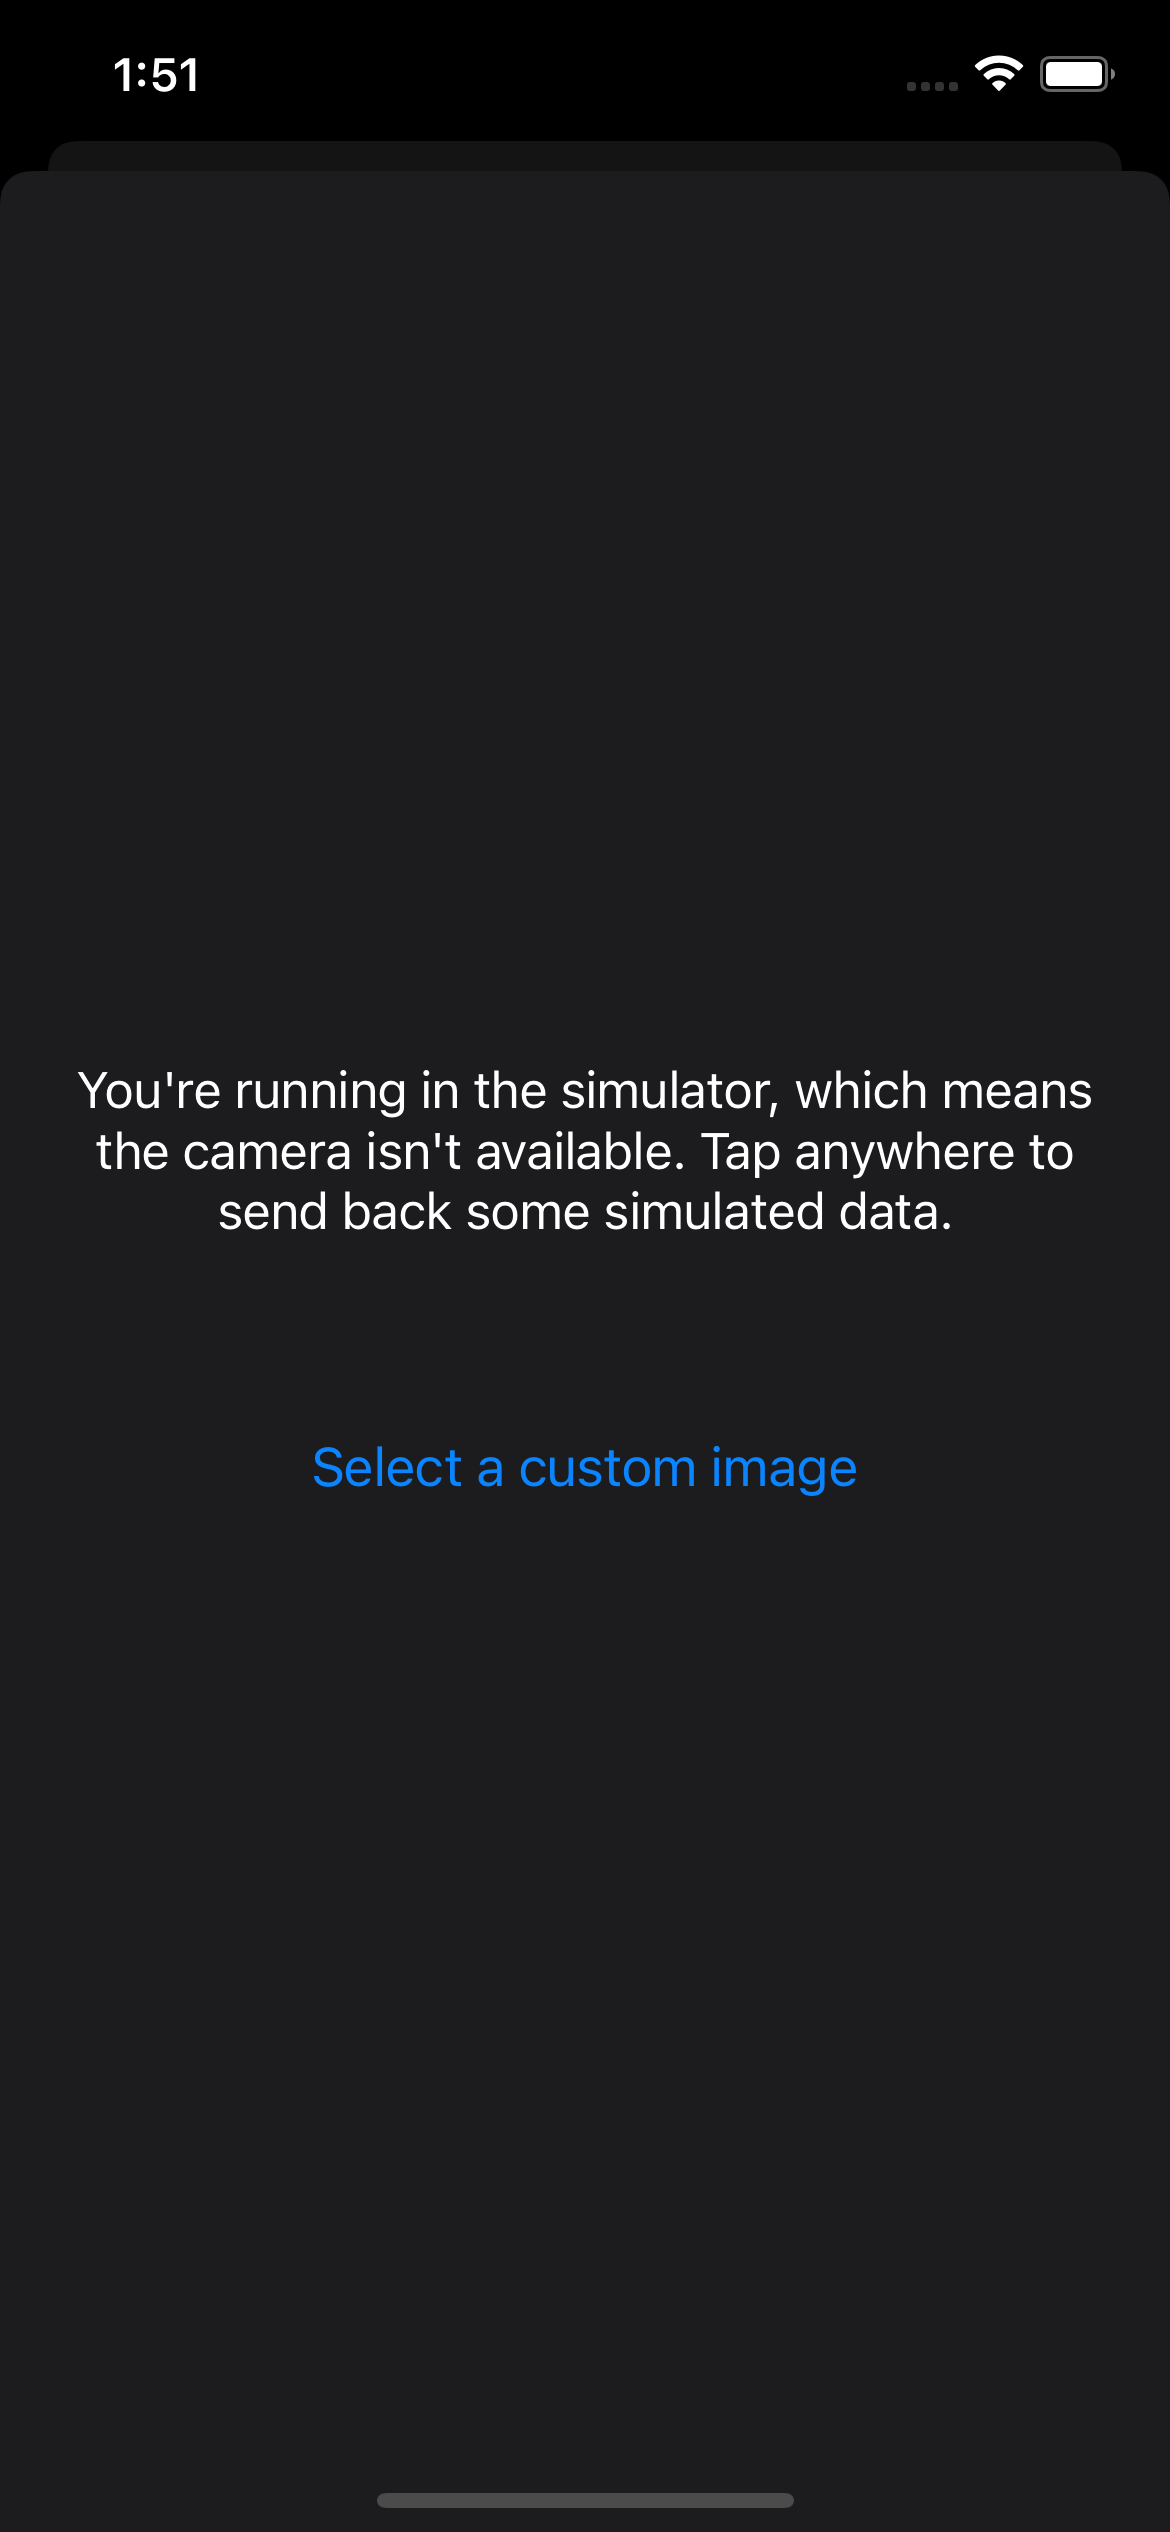 1:51
You're running in the simulator, which means
the camera isn't available. Tap anywhere to
send back some simulated data.
Select a custom image